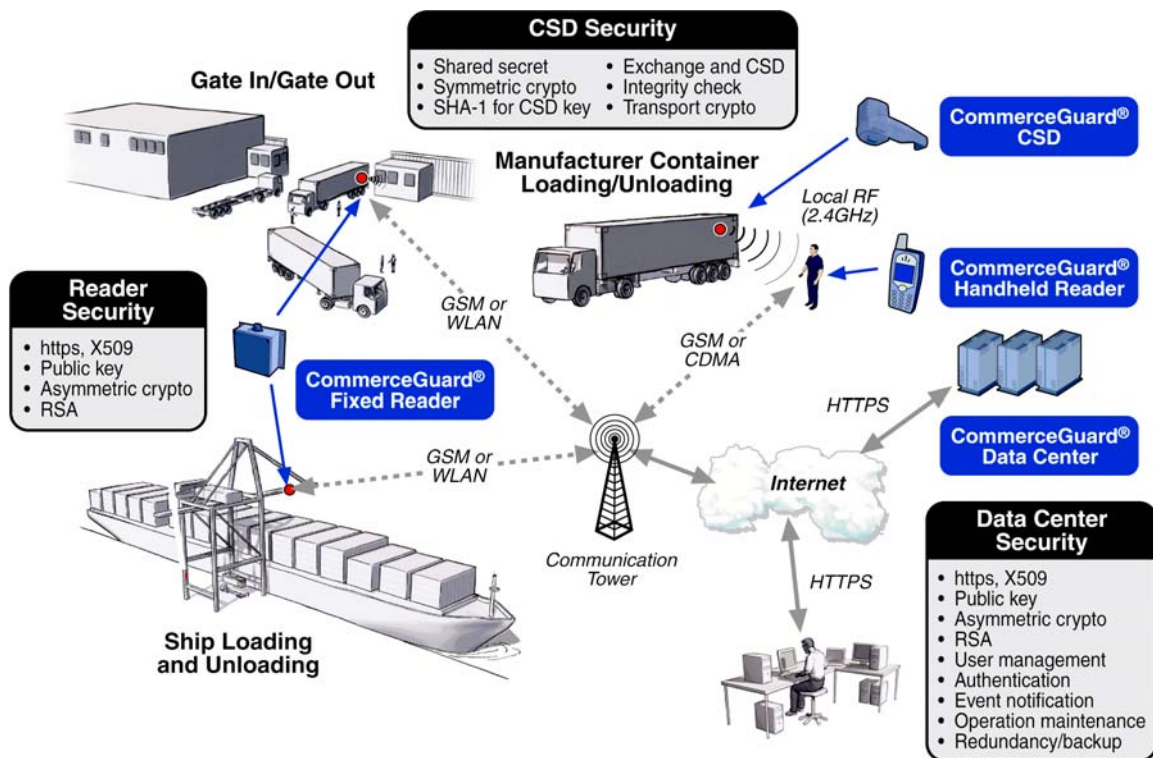 CSD Security
• Shared secret
• Symmetric crypto
• SHA-1 for CSD key
• Exchange and CSD
• Integrity check
• Transport crypto
Gate In/Gate Out
CommerceGuard®
CSD
Manufacturer Container
Loading/Unloading
Local RF
(2.4GHz)
CommerceGuard®
Handheld Reader
Reader
Security
• https, X509
• Public key
• Asymmetric crypto
• RSA
GSM or
WLAN
GSM or
CDMA
CommerceGuard®
Fixed Reader
HTTPS
CommerceGuard®
Data Center
GSM or
WLAN
Internet
Communication
Tower
HTTPS
Data Center
Security
• https, X509
• Public key
• Asymmetric crypto
• RSA
• User management
• Authentication
• Event notification
• Operation maintenance
• Redundancy/backup
Ship Loading
and Unloading